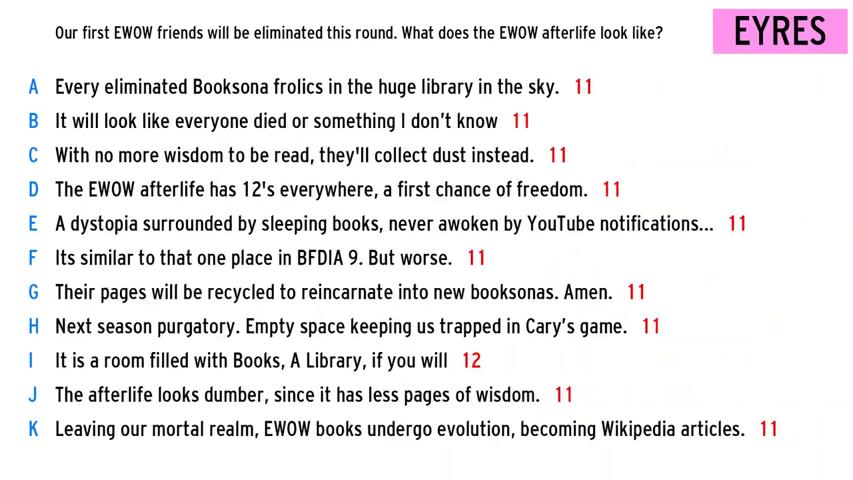 Our first EWOW friends will be eliminated this round. What does the EWOW afterlife look like?
EYRES
A Every eliminated Booksona frolics in the huge library in the sky. 11
B It will look like everyone died or something I don't know 11
C With no more wisdom to be read, they'll collect dust instead. 11
D The EWOW afterlife has 12's everywhere, a first chance of freedom. 11
E A dystopia surrounded by sleeping books, never awoken by YouTube notifications... 11
F Its similar to that one place in BFDIA 9. But worse. 11
G Their pages will be recycled to reincarnate into new booksonas. Amen. 11
H Next season purgatory. Empty space keeping us trapped in Cary's game. 11
I It is a room filled with Books, A Library, if you will 12
J The afterlife looks dumber, since it has less pages of wisdom. 11
K Leaving our mortal realm, EWOW books undergo evolution, becoming Wikipedia articles. 11